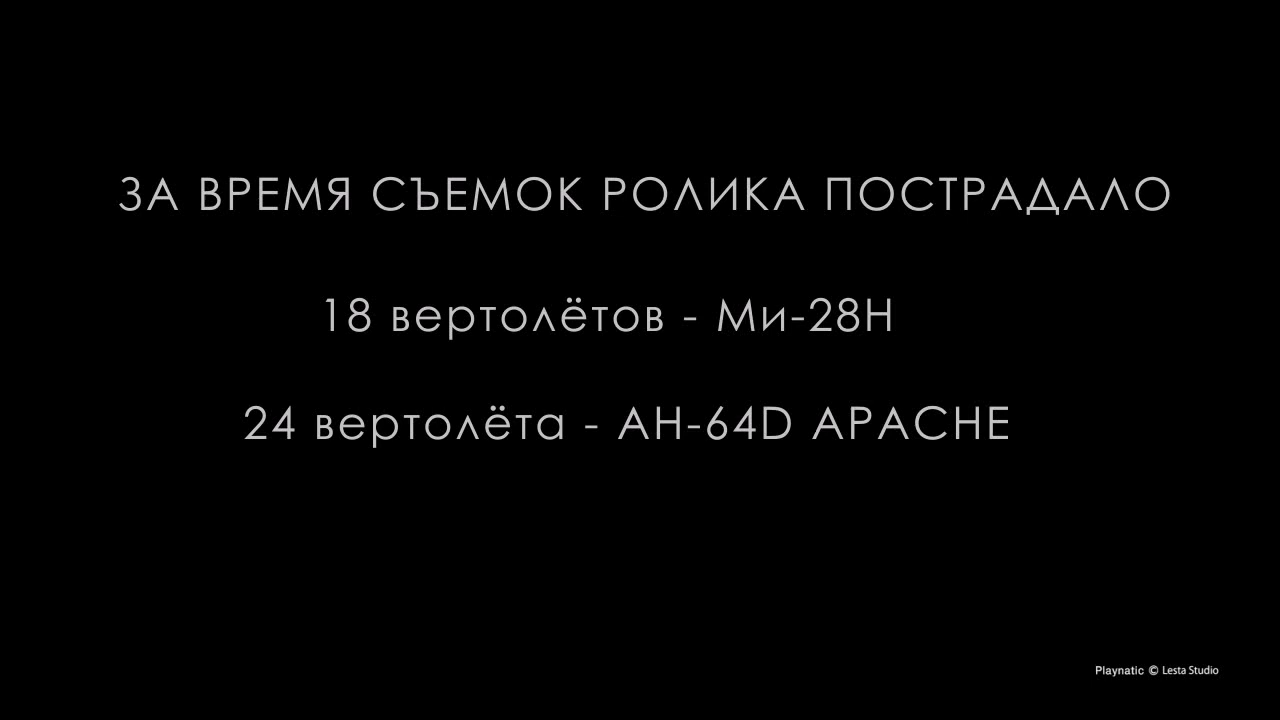 ЗА ВРЕМЯ СЪЕМОК РОЛИКА ПОСТРАДАЛО
18 вертолётов - Ми-28Н
24 вертолёта - AH-64D APACHE
Playnatic © Lesta Studio